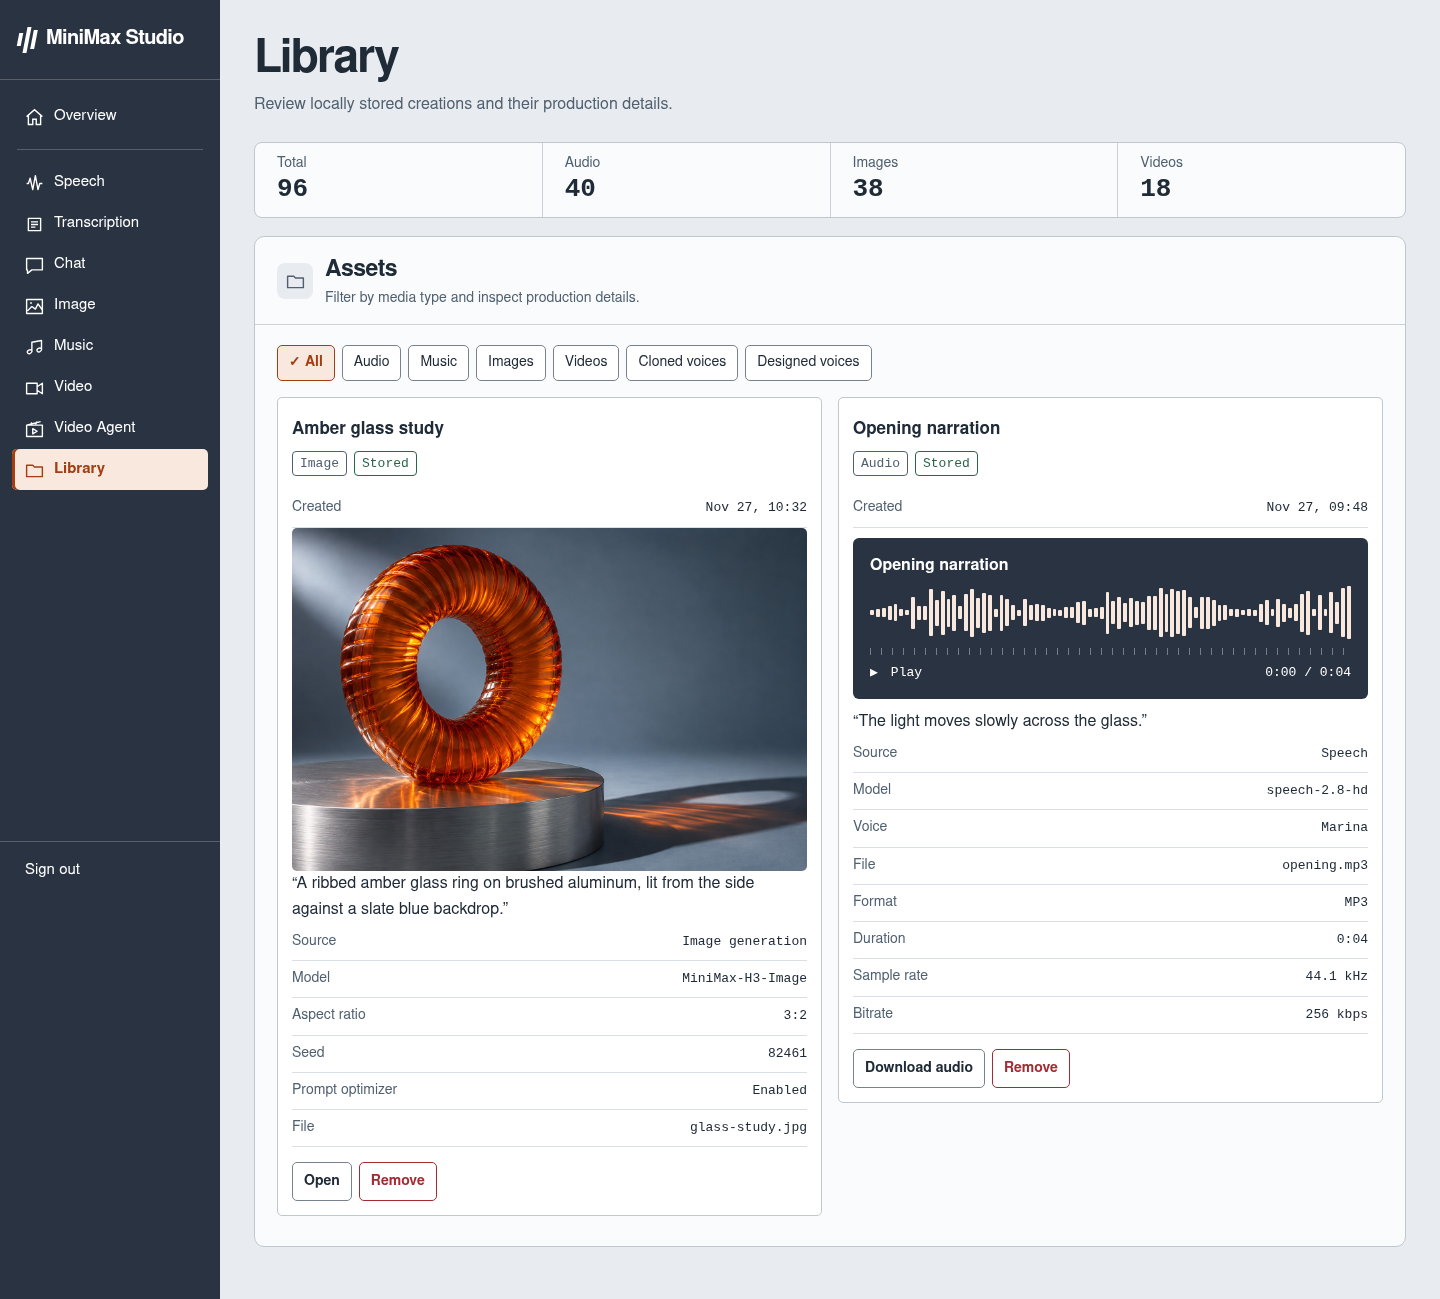 MiniMax Studio
Overview
Speech
Transcription
Chat
Image
Music
Video
Video Agent
Library
Sign out
Library
Review locally stored creations and their production details.
Total
96
Audio
40
Images
38
Videos
18
Assets
Filter by media type and inspect production details.
✓ All
Audio
Music
Images
Videos
Cloned voices
Designed voices
Amber glass study
Image
Stored
Created Nov 27, 10:32
“A ribbed amber glass ring on brushed aluminum, lit from the side
against a slate blue backdrop.”
Source Image generation
Model MiniMax-H3-Image
Aspect ratio 3:2
Seed 82461
Prompt optimizer Enabled
File glass-study.jpg
Open
Remove
Opening narration
Audio
Stored
Created Nov 27, 09:48
Opening narration
▶ Play 0:00 / 0:04
“The light moves slowly across the glass.”
Source Speech
Model speech-2.8-hd
Voice Marina
File opening.mp3
Format MP3
Duration 0:04
Sample rate 44.1 kHz
Bitrate 256 kbps
Download audio
Remove